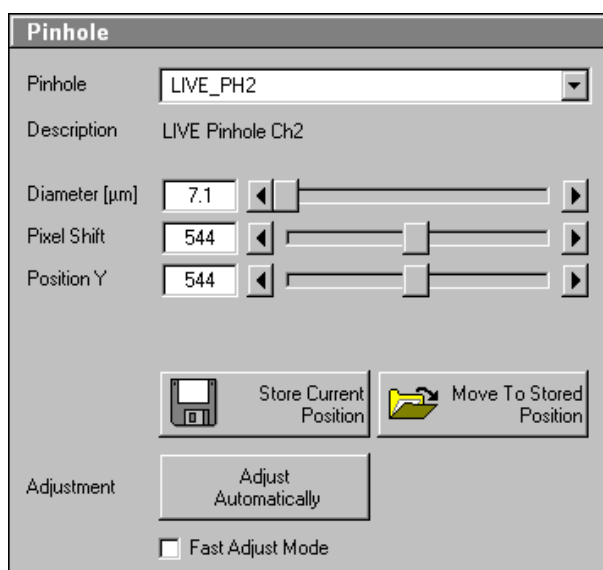 Pinhole
Pinhole LIVE_PH2
Description LIVE Pinhole Ch2
Diameter [µm] 7.1
Pixel Shift 544
Position Y 544
Store Current
Position
Move To Stored
Position
Adjustment
Adjust
Automatically
Fast Adjust Mode